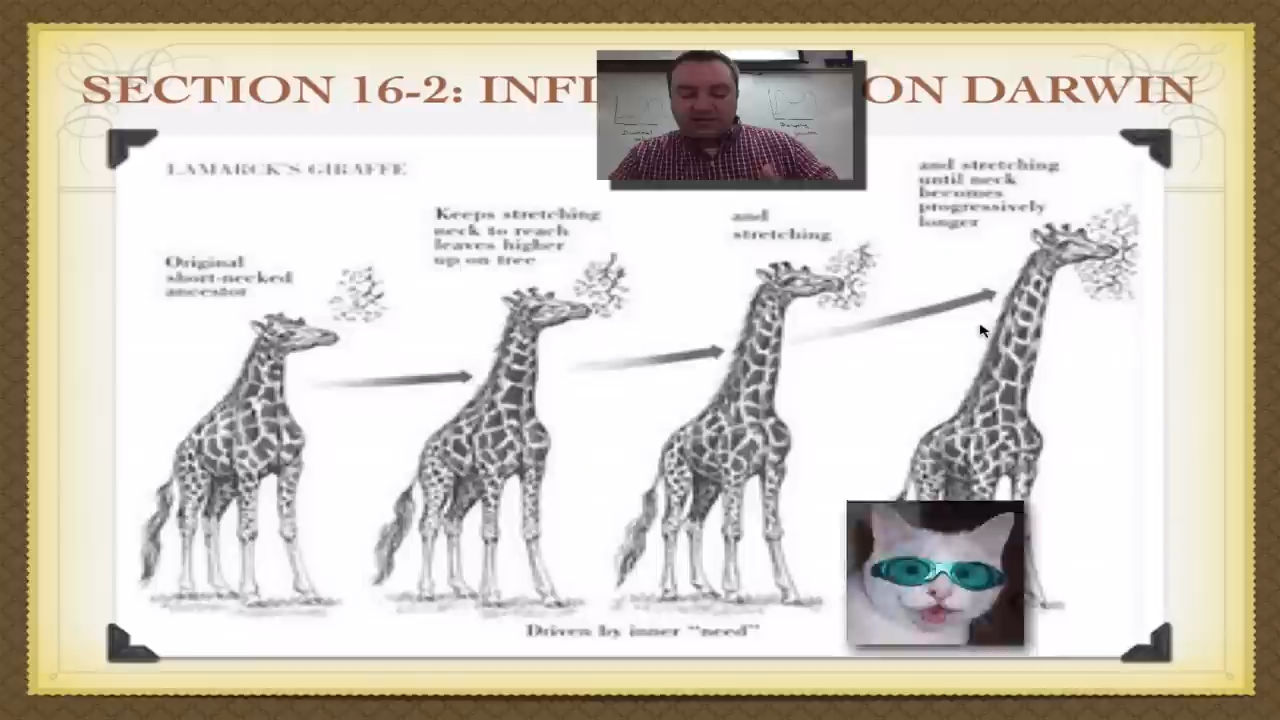 SECTION 16-2: INFL ON DARWIN
LAMARCK'S GIRAFFE
Original
short-necked
ancestor
Keeps stretching
neck to reach
leaves higher
up on tree
and
stretching
and stretching
until neck
becomes
progressively
longer
Driven by inner "need"